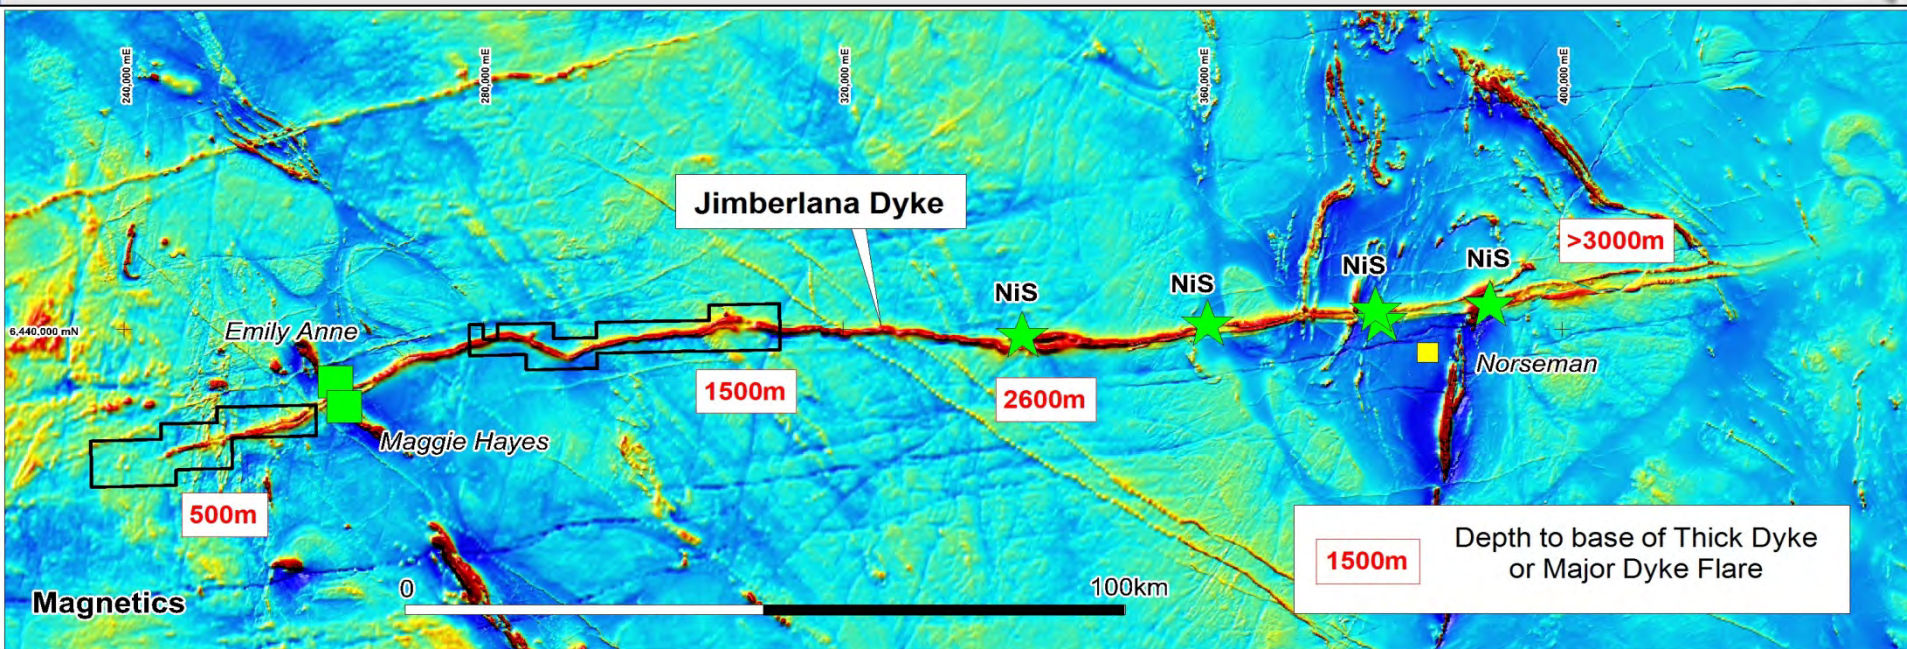 240,000 mE
280,000 mE
320,000 mE
360,000 mE
400,000 mE
Jimberlana Dyke
>3000m
NiS
NiS
NiS
NiS
6,440,000 mN
Emily Anne
Norseman
1500m
2600m
Maggie Hayes
500m
Depth to base of Thick Dyke
or Major Dyke Flare
1500m
Magnetics
0
100km